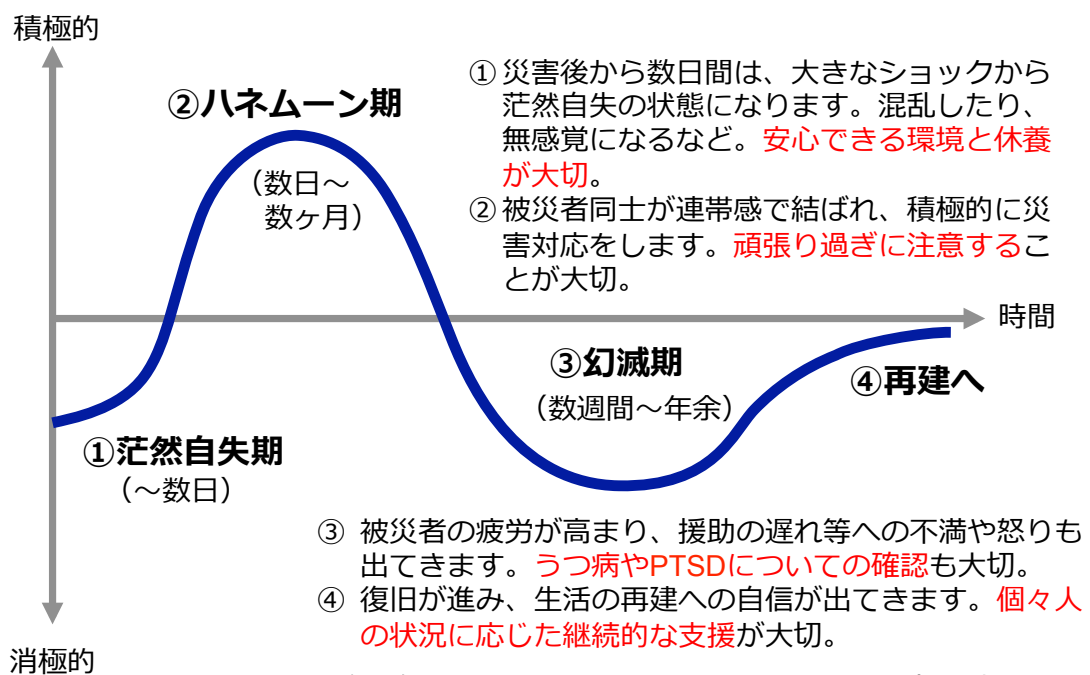 積極的
②ハネムーン期
（数日～
数ヶ月）
①災害後から数日間は、大きなショックから
茫然自失の状態になります。混乱したり、
無感覚になるなど。安心できる環境と休養
が大切。
②被災者同士が連帯感で結ばれ、積極的に災
害対応をします。頑張り過ぎに注意するこ
とが大切。
時間
③幻滅期
（数週間～年余）
④再建へ
①茫然自失期
（～数日）
③ 被災者の疲労が高まり、援助の遅れ等への不満や怒りも
出てきます。うつ病やPTSDについての確認も大切。
④ 復旧が進み、生活の再建への自信が出てきます。個々人
の状況に応じた継続的な支援が大切。
消極的